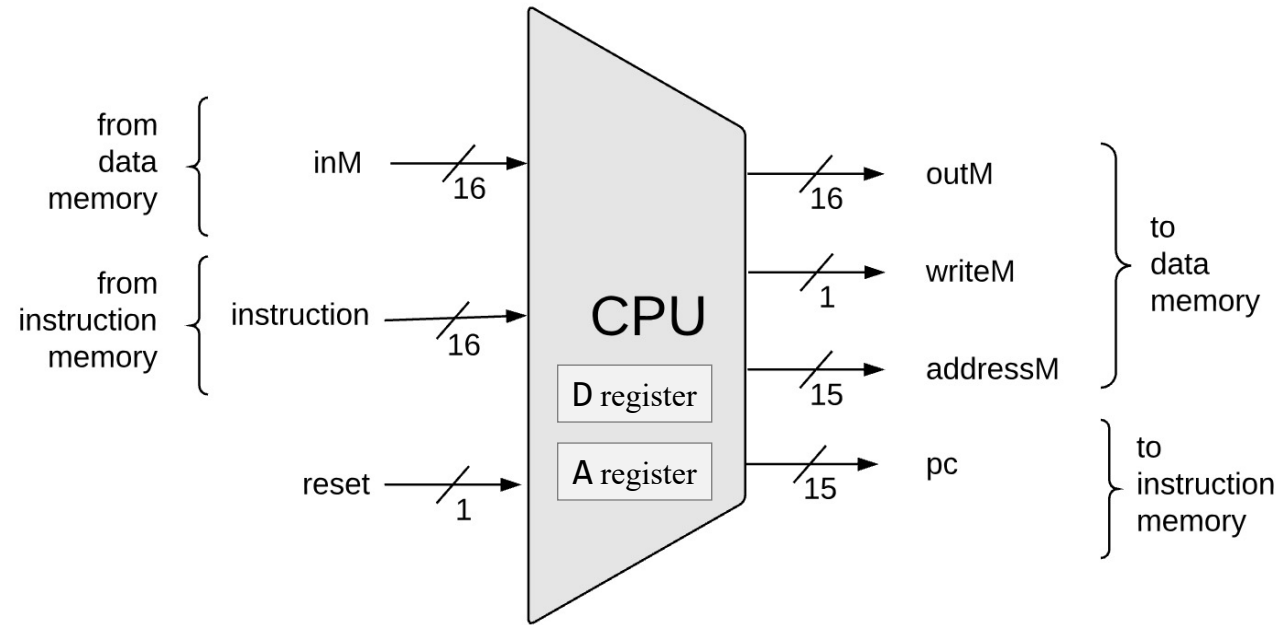 from
data
memory
inM
16
from
instruction
memory
instruction
16
reset
1
CPU
D register
A register
16
outM
1
writeM
15
addressM
15
pc
to
data
memory
to
instruction
memory